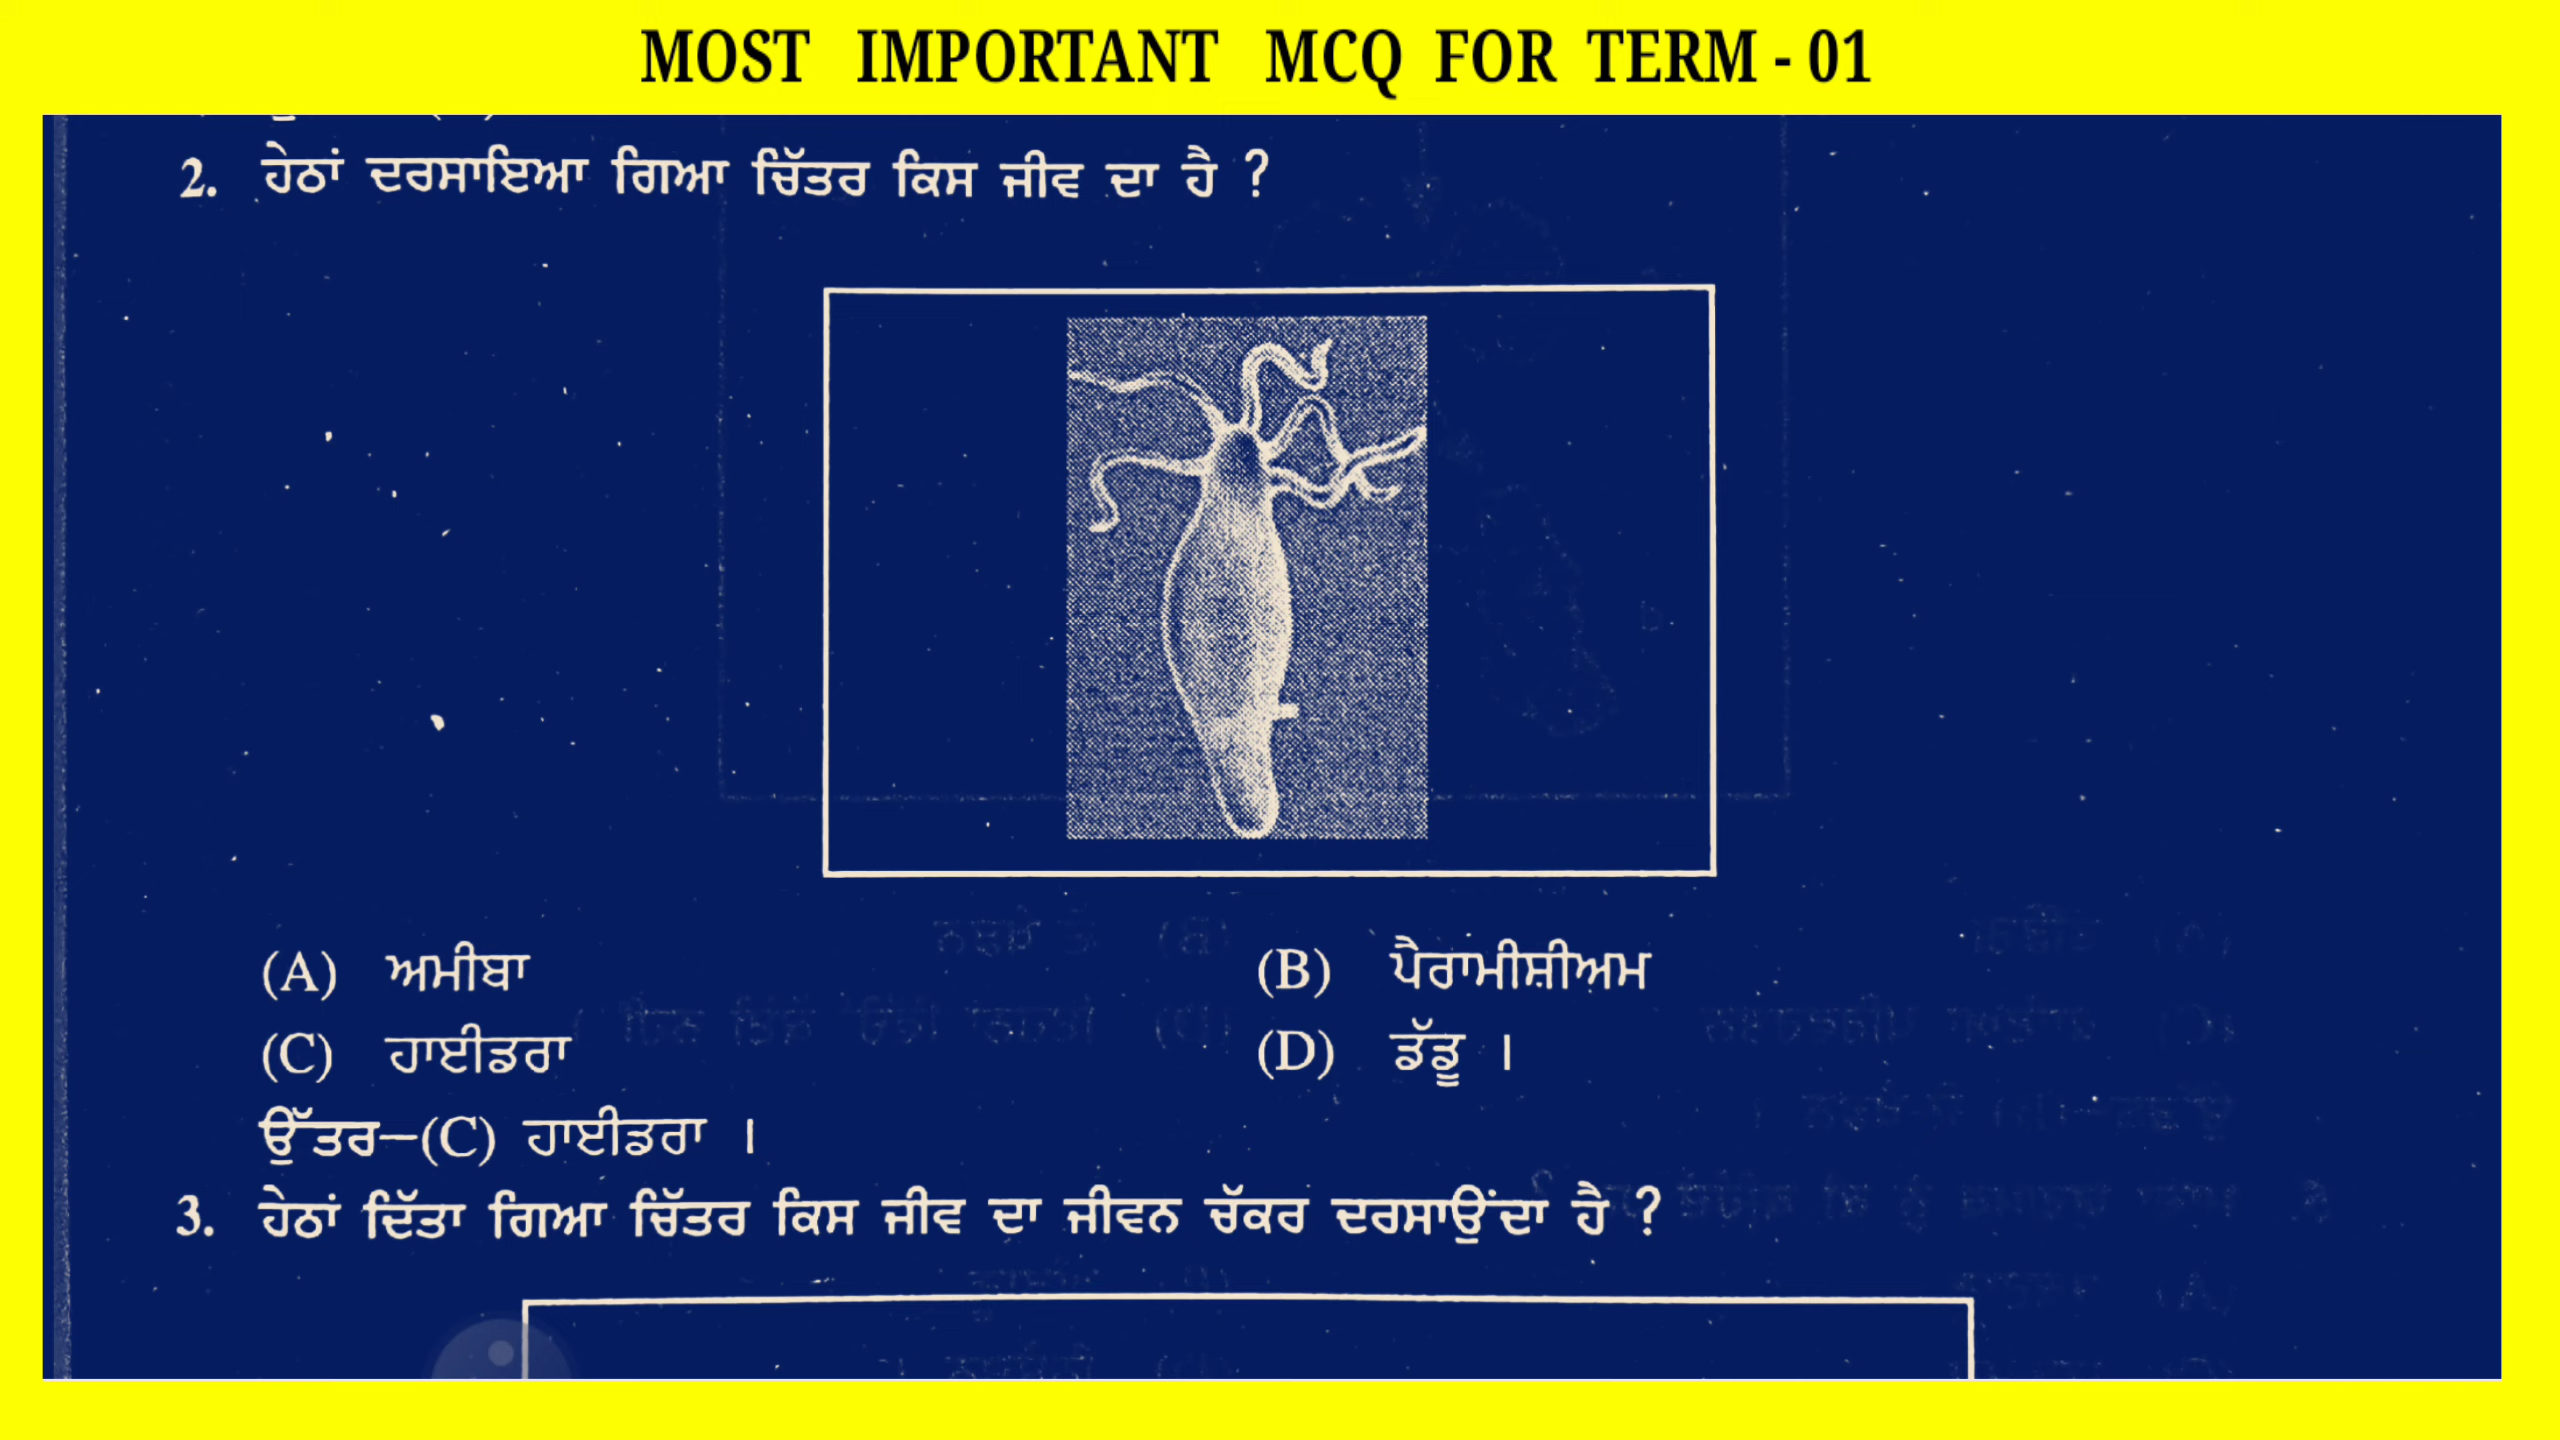 MOST IMPORTANT MCQ FOR TERM - 01
2. ਹੇਠਾਂ ਦਰਸਾਇਆ ਗਿਆ ਚਿੱਤਰ ਕਿਸ ਜੀਵ ਦਾ ਹੈ ?
(A) ਅਮੀਬਾ (B) ਪੈਰਾਮੀਸ਼ੀਅਮ
(C) ਹਾਈਡਰਾ (D) ਡੱਡੂ ।
ਉੱਤਰ—(C) ਹਾਈਡਰਾ ।
3. ਹੇਠਾਂ ਦਿੱਤਾ ਗਿਆ ਚਿੱਤਰ ਕਿਸ ਜੀਵ ਦਾ ਜੀਵਨ ਚੱਕਰ ਦਰਸਾਉਂਦਾ ਹੈ ?